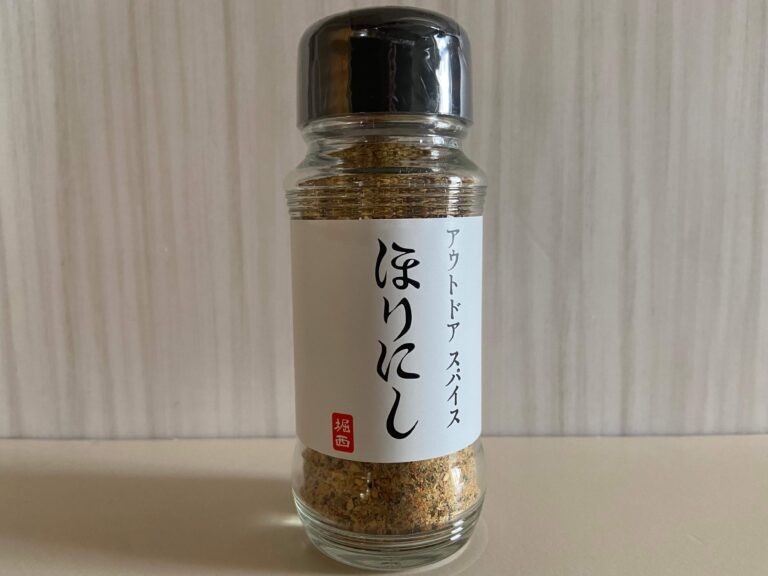 アウトドア スパイス
ほりにし
堀西